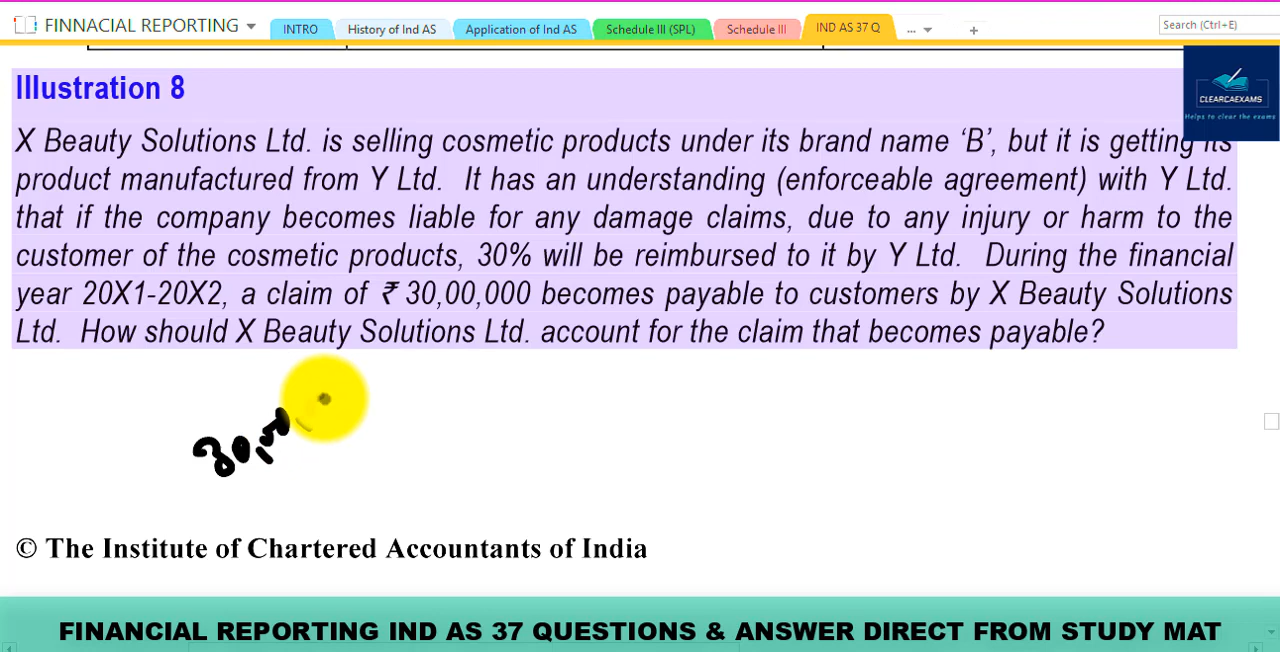 FINNACIAL REPORTING
INTRO
History of Ind AS
Application of Ind AS
Schedule III (SPL)
Schedule III
IND AS 37 Q
...
+
Search (Ctrl+E)
CLEARCAEXAMS
Helps to clear the exams
Illustration 8
X Beauty Solutions Ltd. is selling cosmetic products under its brand name ‘B’, but it is getting its
product manufactured from Y Ltd. It has an understanding (enforceable agreement) with Y Ltd.
that if the company becomes liable for any damage claims, due to any injury or harm to the
customer of the cosmetic products, 30% will be reimbursed to it by Y Ltd. During the financial
year 20X1-20X2, a claim of ₹ 30,00,000 becomes payable to customers by X Beauty Solutions
Ltd. How should X Beauty Solutions Ltd. account for the claim that becomes payable?
© The Institute of Chartered Accountants of India
FINANCIAL REPORTING IND AS 37 QUESTIONS & ANSWER DIRECT FROM STUDY MAT